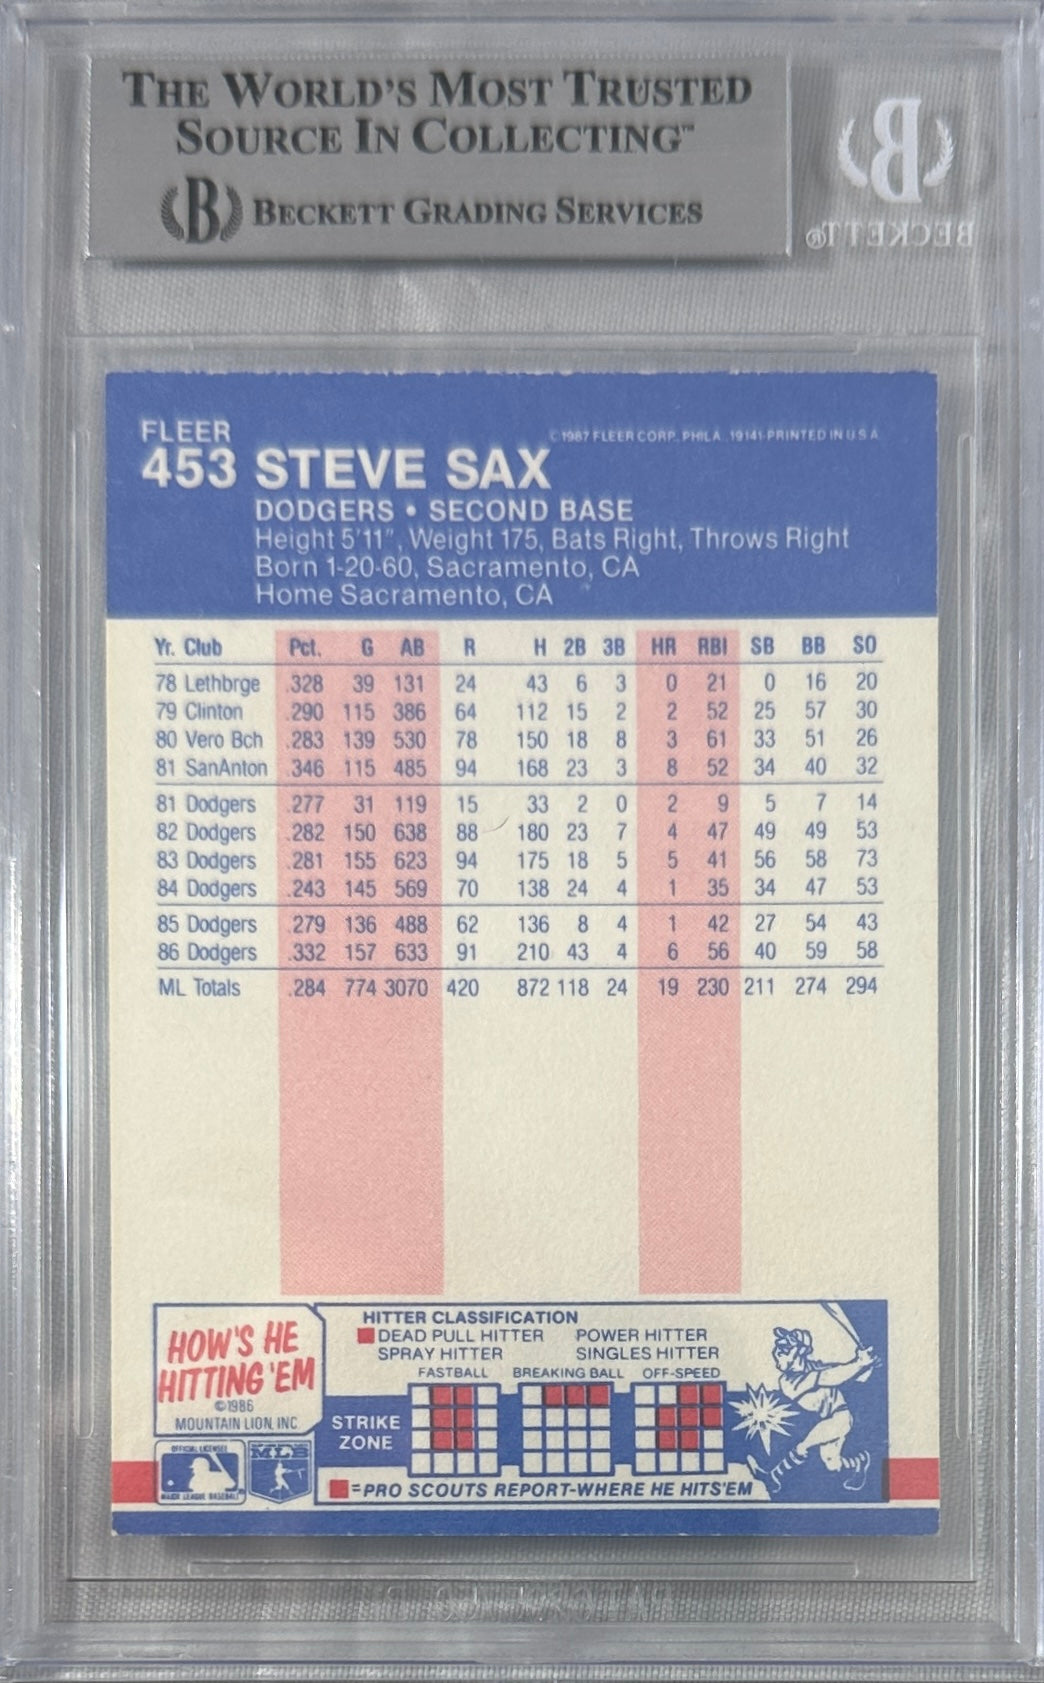 THE WORLD'S MOST TRUSTED
SOURCE IN COLLECTING™
B BECKETT GRADING SERVICES
B
BECKETT®
FLEER
©1987 FLEER CORP. PHILA. 19141-PRINTED IN U S A
453 STEVE SAX
DODGERS • SECOND BASE
Height 5'11", Weight 175, Bats Right, Throws Right
Born 1-20-60, Sacramento, CA
Home Sacramento, CA
Yr. Club Pct. G AB R H 2B 3B HR RBI SB BB SO
78 Lethbrge .328 39 131 24 43 6 3 0 21 0 16 20
79 Clinton .290 115 386 64 112 15 2 2 52 25 57 30
80 Vero Bch .283 139 530 78 150 18 8 3 61 33 51 26
81 SanAnton .346 115 485 94 168 23 3 8 52 34 40 32
81 Dodgers .277 31 119 15 33 2 0 2 9 5 7 14
82 Dodgers .282 150 638 88 180 23 7 4 47 49 49 53
83 Dodgers .281 155 623 94 175 18 5 5 41 56 58 73
84 Dodgers .243 145 569 70 138 24 4 1 35 34 47 53
85 Dodgers .279 136 488 62 136 8 4 1 42 27 54 43
86 Dodgers .332 157 633 91 210 43 4 6 56 40 59 58
ML Totals .284 774 3070 420 872 118 24 19 230 211 274 294
HOW'S HE
HITTING 'EM
©1986
MOUNTAIN LION, INC.
HITTER CLASSIFICATION
DEAD PULL HITTER POWER HITTER
SPRAY HITTER SINGLES HITTER
FASTBALL BREAKING BALL OFF-SPEED
STRIKE
ZONE
=PRO SCOUTS REPORT-WHERE HE HITS'EM
OFFICIAL LICENSEE
MAJOR LEAGUE BASEBALL